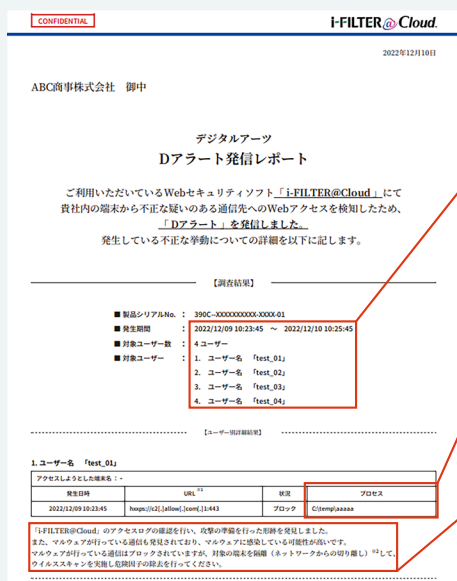 CONFIDENTIAL
i-FILTER@Cloud.
2022年12月10日
ABC商事株式会社 御中
デジタルアーツ
Dアラート発信レポート
ご利用いただいているWebセキュリティソフト「 i-FILTER@Cloud 」にて
貴社内の端末から不正な疑いのある通信先へのWebアクセスを検知したため、
「 Dアラート 」を発信しました。
発生している不正な挙動についての詳細を以下に記します。
【調査結果】
■ 製品シリアルNo. : 390C--XXXXXXXXXX-XXXX-01
■ 発生期間 : 2022/12/09 10:23:45 ～ 2022/12/10 10:25:45
■ 対象ユーザー数 : 4 ユーザー
■ 対象ユーザー : 1. ユーザー名 「test_01」
2. ユーザー名 「test_02」
3. ユーザー名 「test_03」
4. ユーザー名 「test_04」
【ユーザー別詳細結果】
1. ユーザー名 「test_01」
アクセスしようとした端末名 : -
発生日時 URL ※1 状況 プロセス
2022/12/09 10:23:45 hxxps://c2[.]allow[.]com[.]1:443 ブロック C:\temp\aaaaa
「i-FILTER@Cloud」のアクセスログの確認を行い、攻撃の準備を行った形跡を発見しました。
また、マルウェアが行っている通信も発見されており、マルウェアに感染している可能性が高いです。
マルウェアが行っている通信はブロックされていますが、対象の端末を隔離（ネットワークからの切り離し）※2して、
ウイルススキャンを実施し危険因子の除去を行ってください。